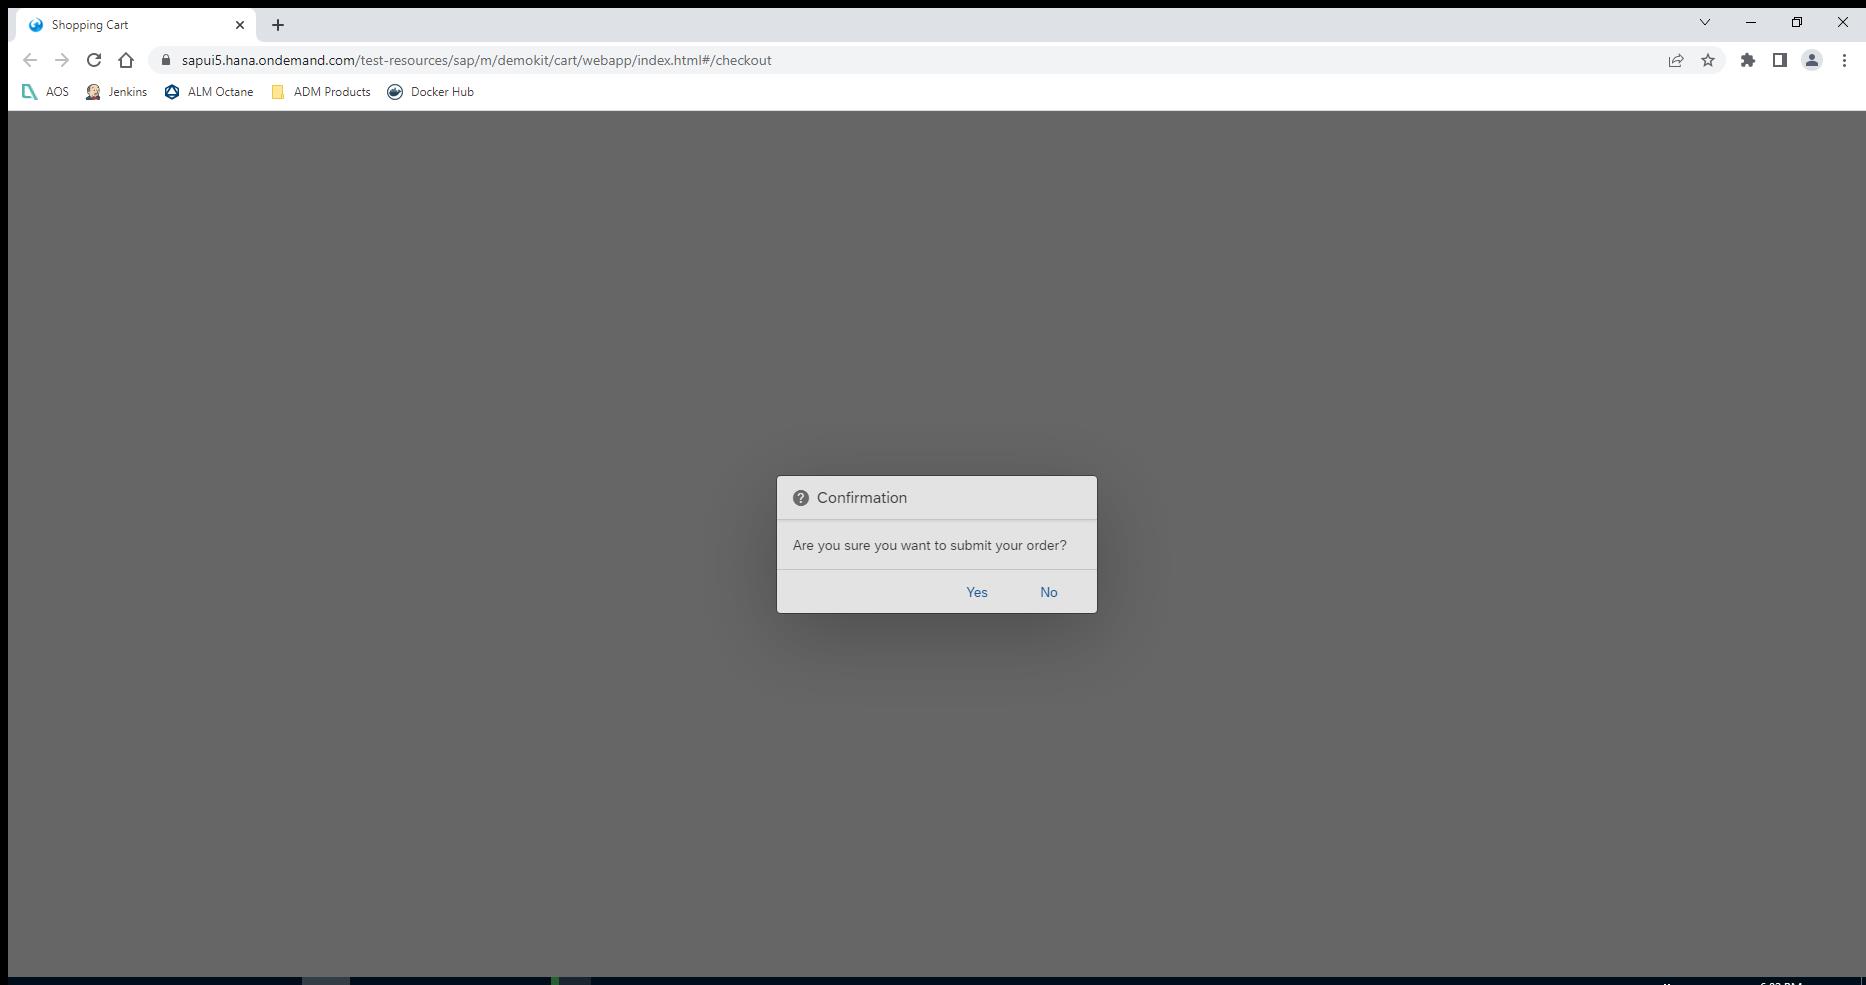 Shopping Cart
sapui5.hana.ondemand.com/test-resources/sap/m/demokit/cart/webapp/index.html#/checkout
AOS Jenkins ALM Octane ADM Products Docker Hub
Confirmation
Are you sure you want to submit your order?
Yes No